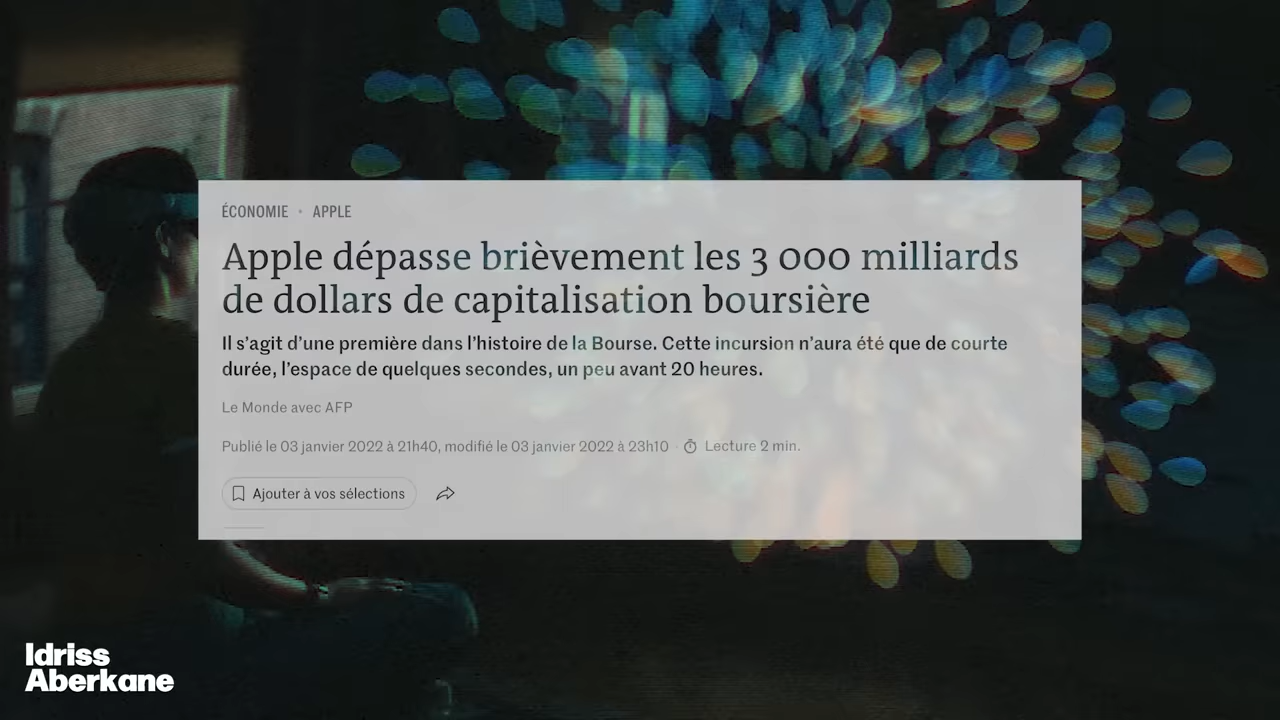 ÉCONOMIE • APPLE
Apple dépasse brièvement les 3 000 milliards
de dollars de capitalisation boursière
Il s’agit d’une première dans l’histoire de la Bourse. Cette incursion n’aura été que de courte
durée, l’espace de quelques secondes, un peu avant 20 heures.
Le Monde avec AFP
Publié le 03 janvier 2022 à 21h40, modifié le 03 janvier 2022 à 23h10 · Lecture 2 min.
Ajouter à vos sélections
Idriss
Aberkane